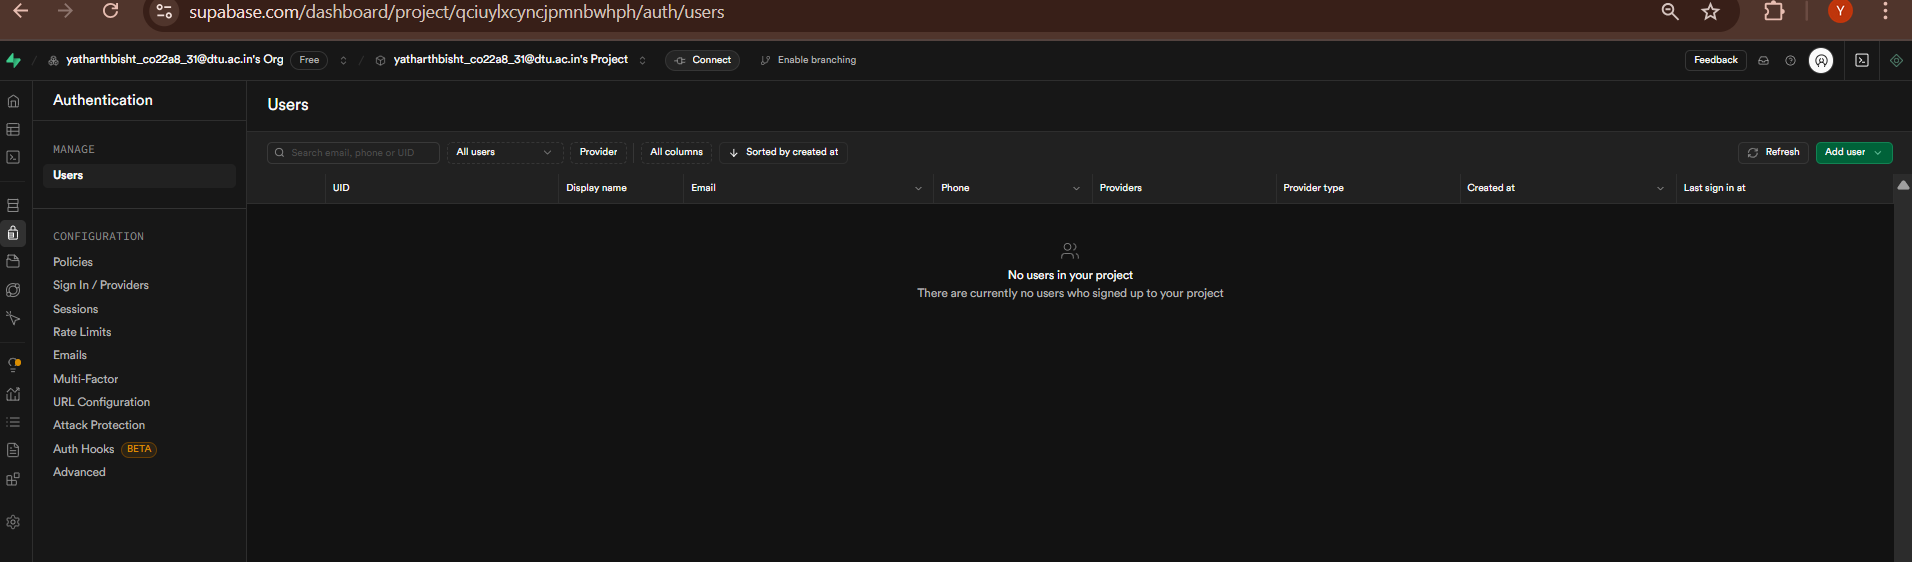 supabase.com/dashboard/project/qciuylxcyncjpmnbwhph/auth/users
Y
yatharthbisht_co22a8_31@dtu.ac.in's Org Free / yatharthbisht_co22a8_31@dtu.ac.in's Project Connect Enable branching Feedback
Authentication
MANAGE
Users
CONFIGURATION
Policies
Sign In / Providers
Sessions
Rate Limits
Emails
Multi-Factor
URL Configuration
Attack Protection
Auth Hooks BETA
Advanced
Users
Search email, phone or UID All users Provider All columns Sorted by created at Refresh Add user
UID Display name Email Phone Providers Provider type Created at Last sign in at
No users in your project
There are currently no users who signed up to your project